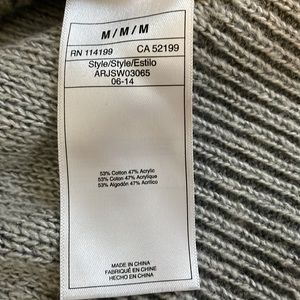 M / M / M
RN 114199 CA 52199
Style/Style/Estilo
ARJSW03065
06-14
53% Cotton 47% Acrylic
53% Coton 47% Acrylique
53% Algodón 47% Acrílico
MADE IN CHINA
FABRIQUÉ EN CHINE
HECHO EN CHINA